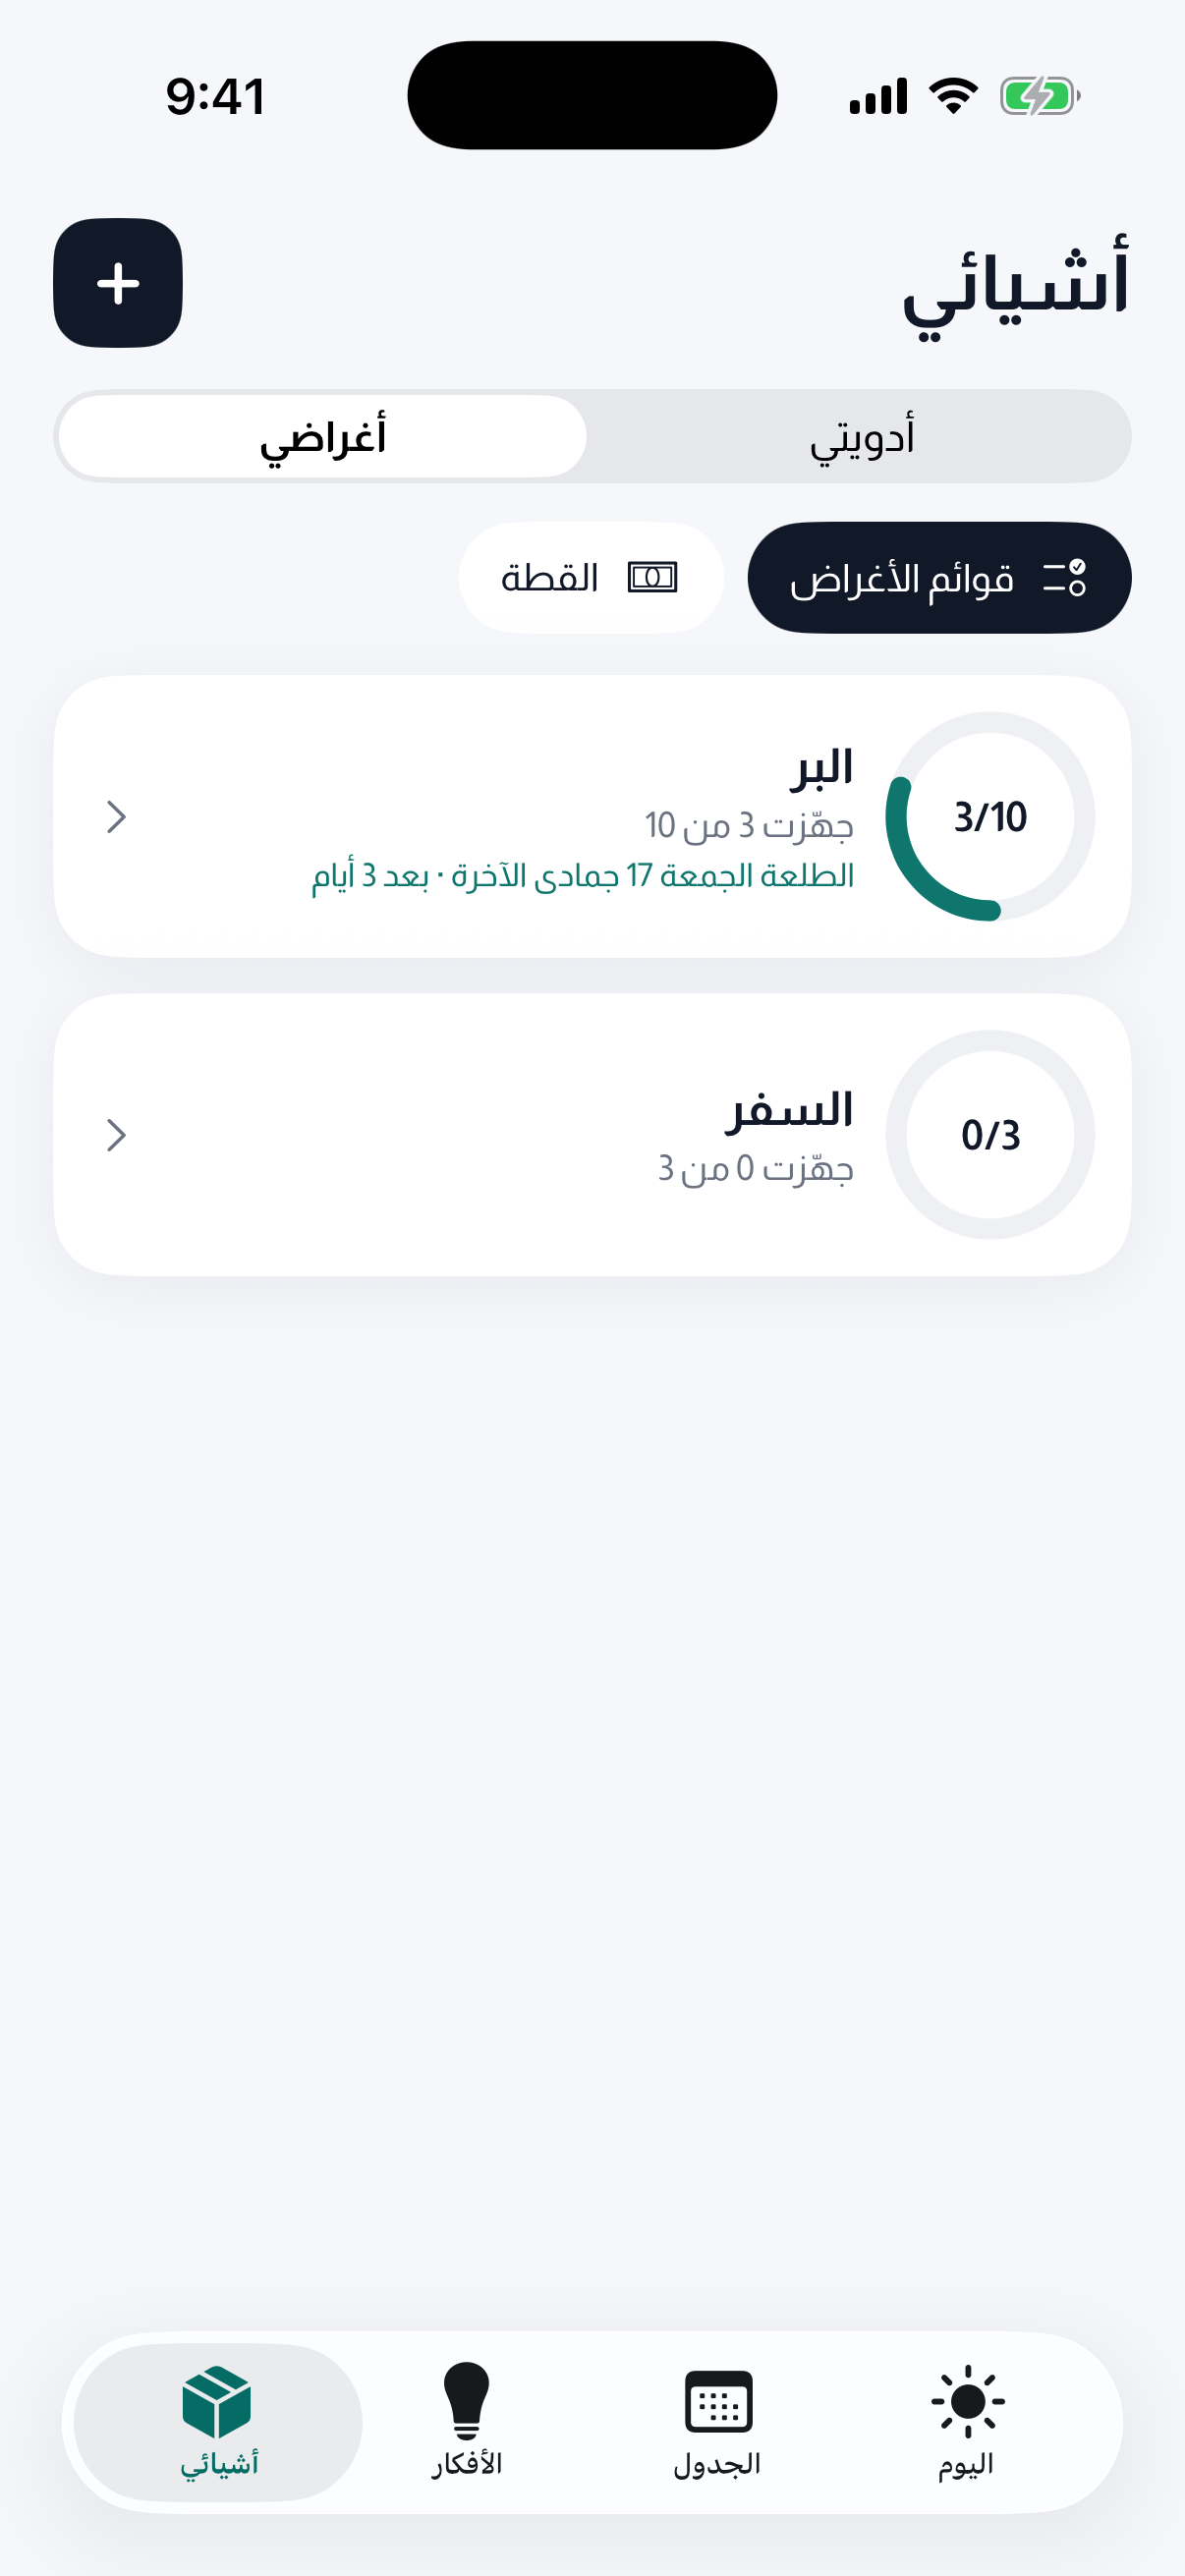 9:41
أشيائي
أدويتي
أغراضي
قوائم الأغراض
القطة
3/10
البر
جهّزت 3 من 10
الطلعة الجمعة 17 جمادى الآخرة · بعد 3 أيام
0/3
السفر
جهّزت 0 من 3
اليوم
الجدول
الأفكار
أشيائي